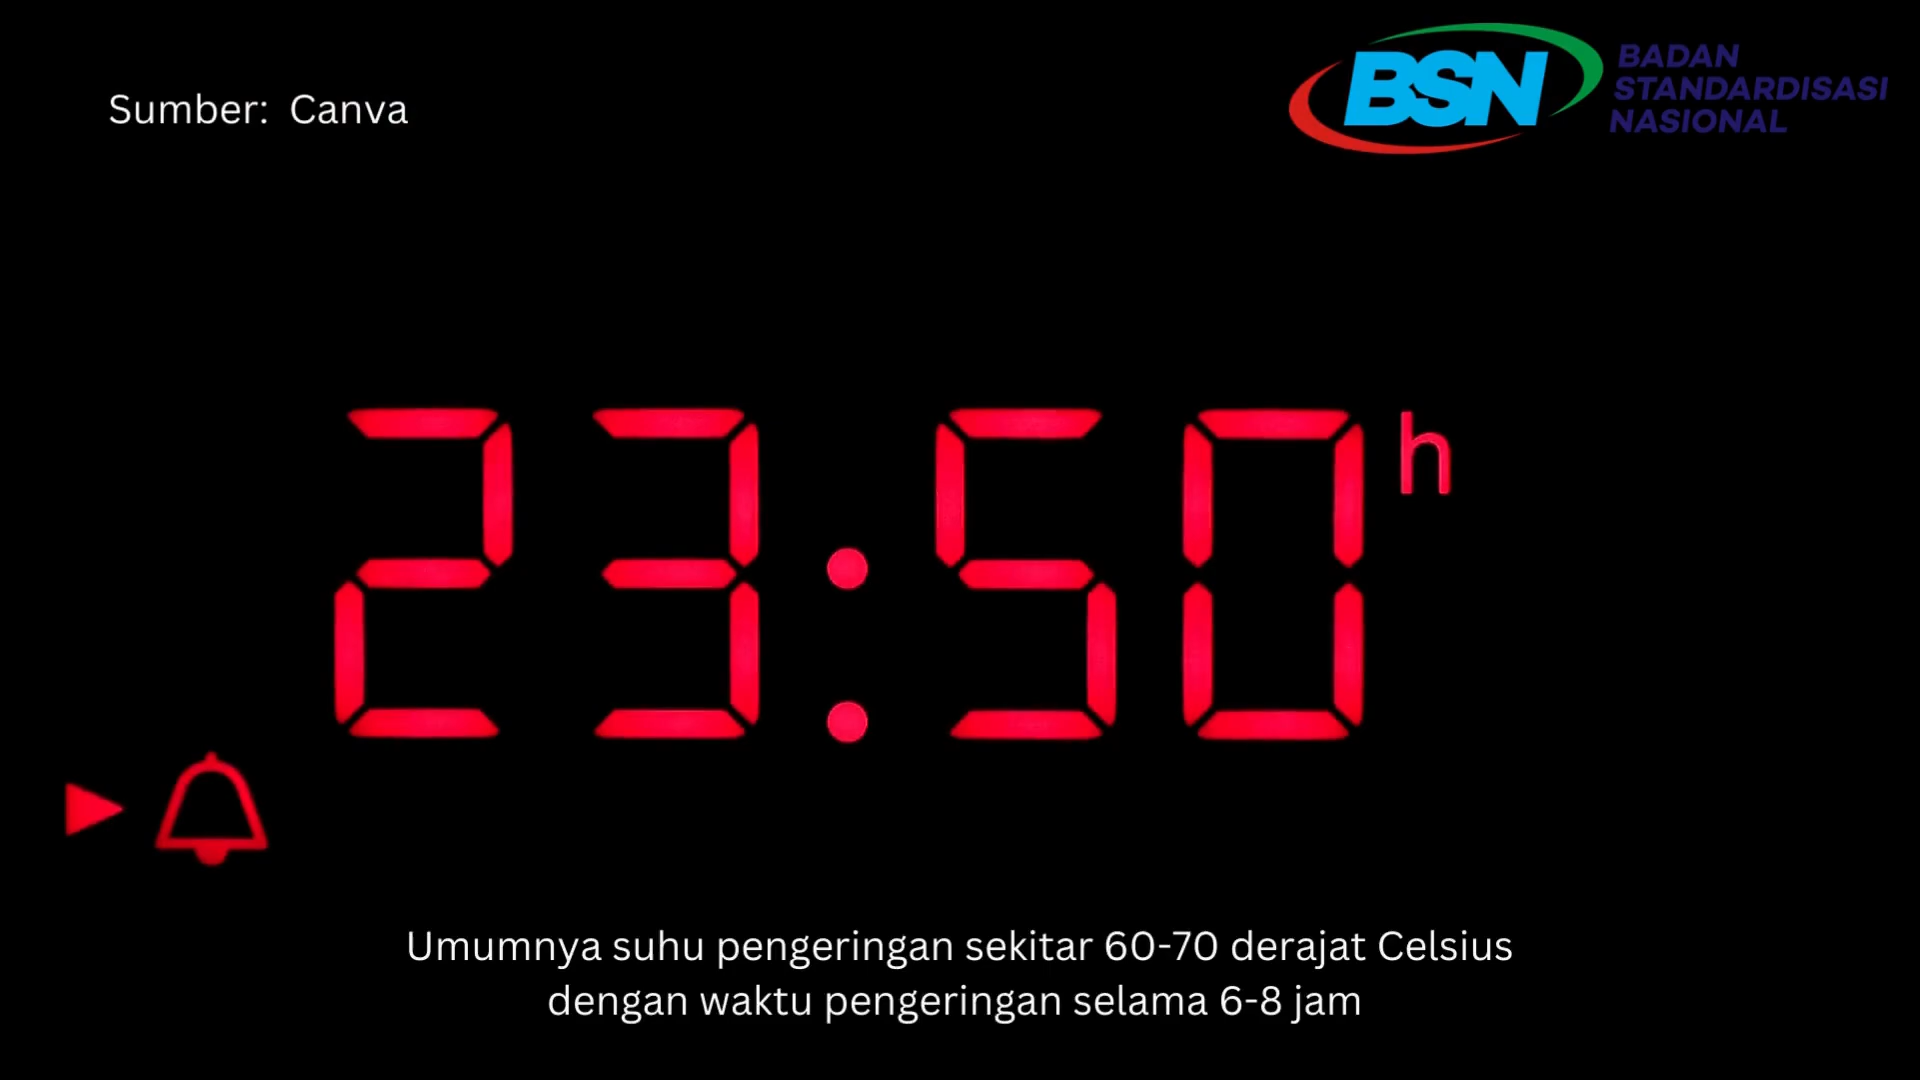 Sumber: Canva
BSN
BADAN
STANDARDISASI
NASIONAL
23:50 h
Umumnya suhu pengeringan sekitar 60-70 derajat Celsius
dengan waktu pengeringan selama 6-8 jam